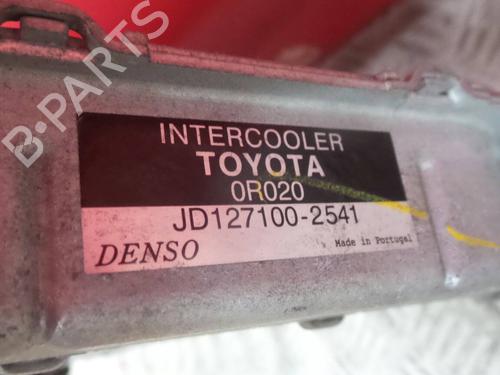 B-PARTS
INTERCOOLER
TOYOTA
0R020
JD127100-2541
DENSO
Made in Portugal